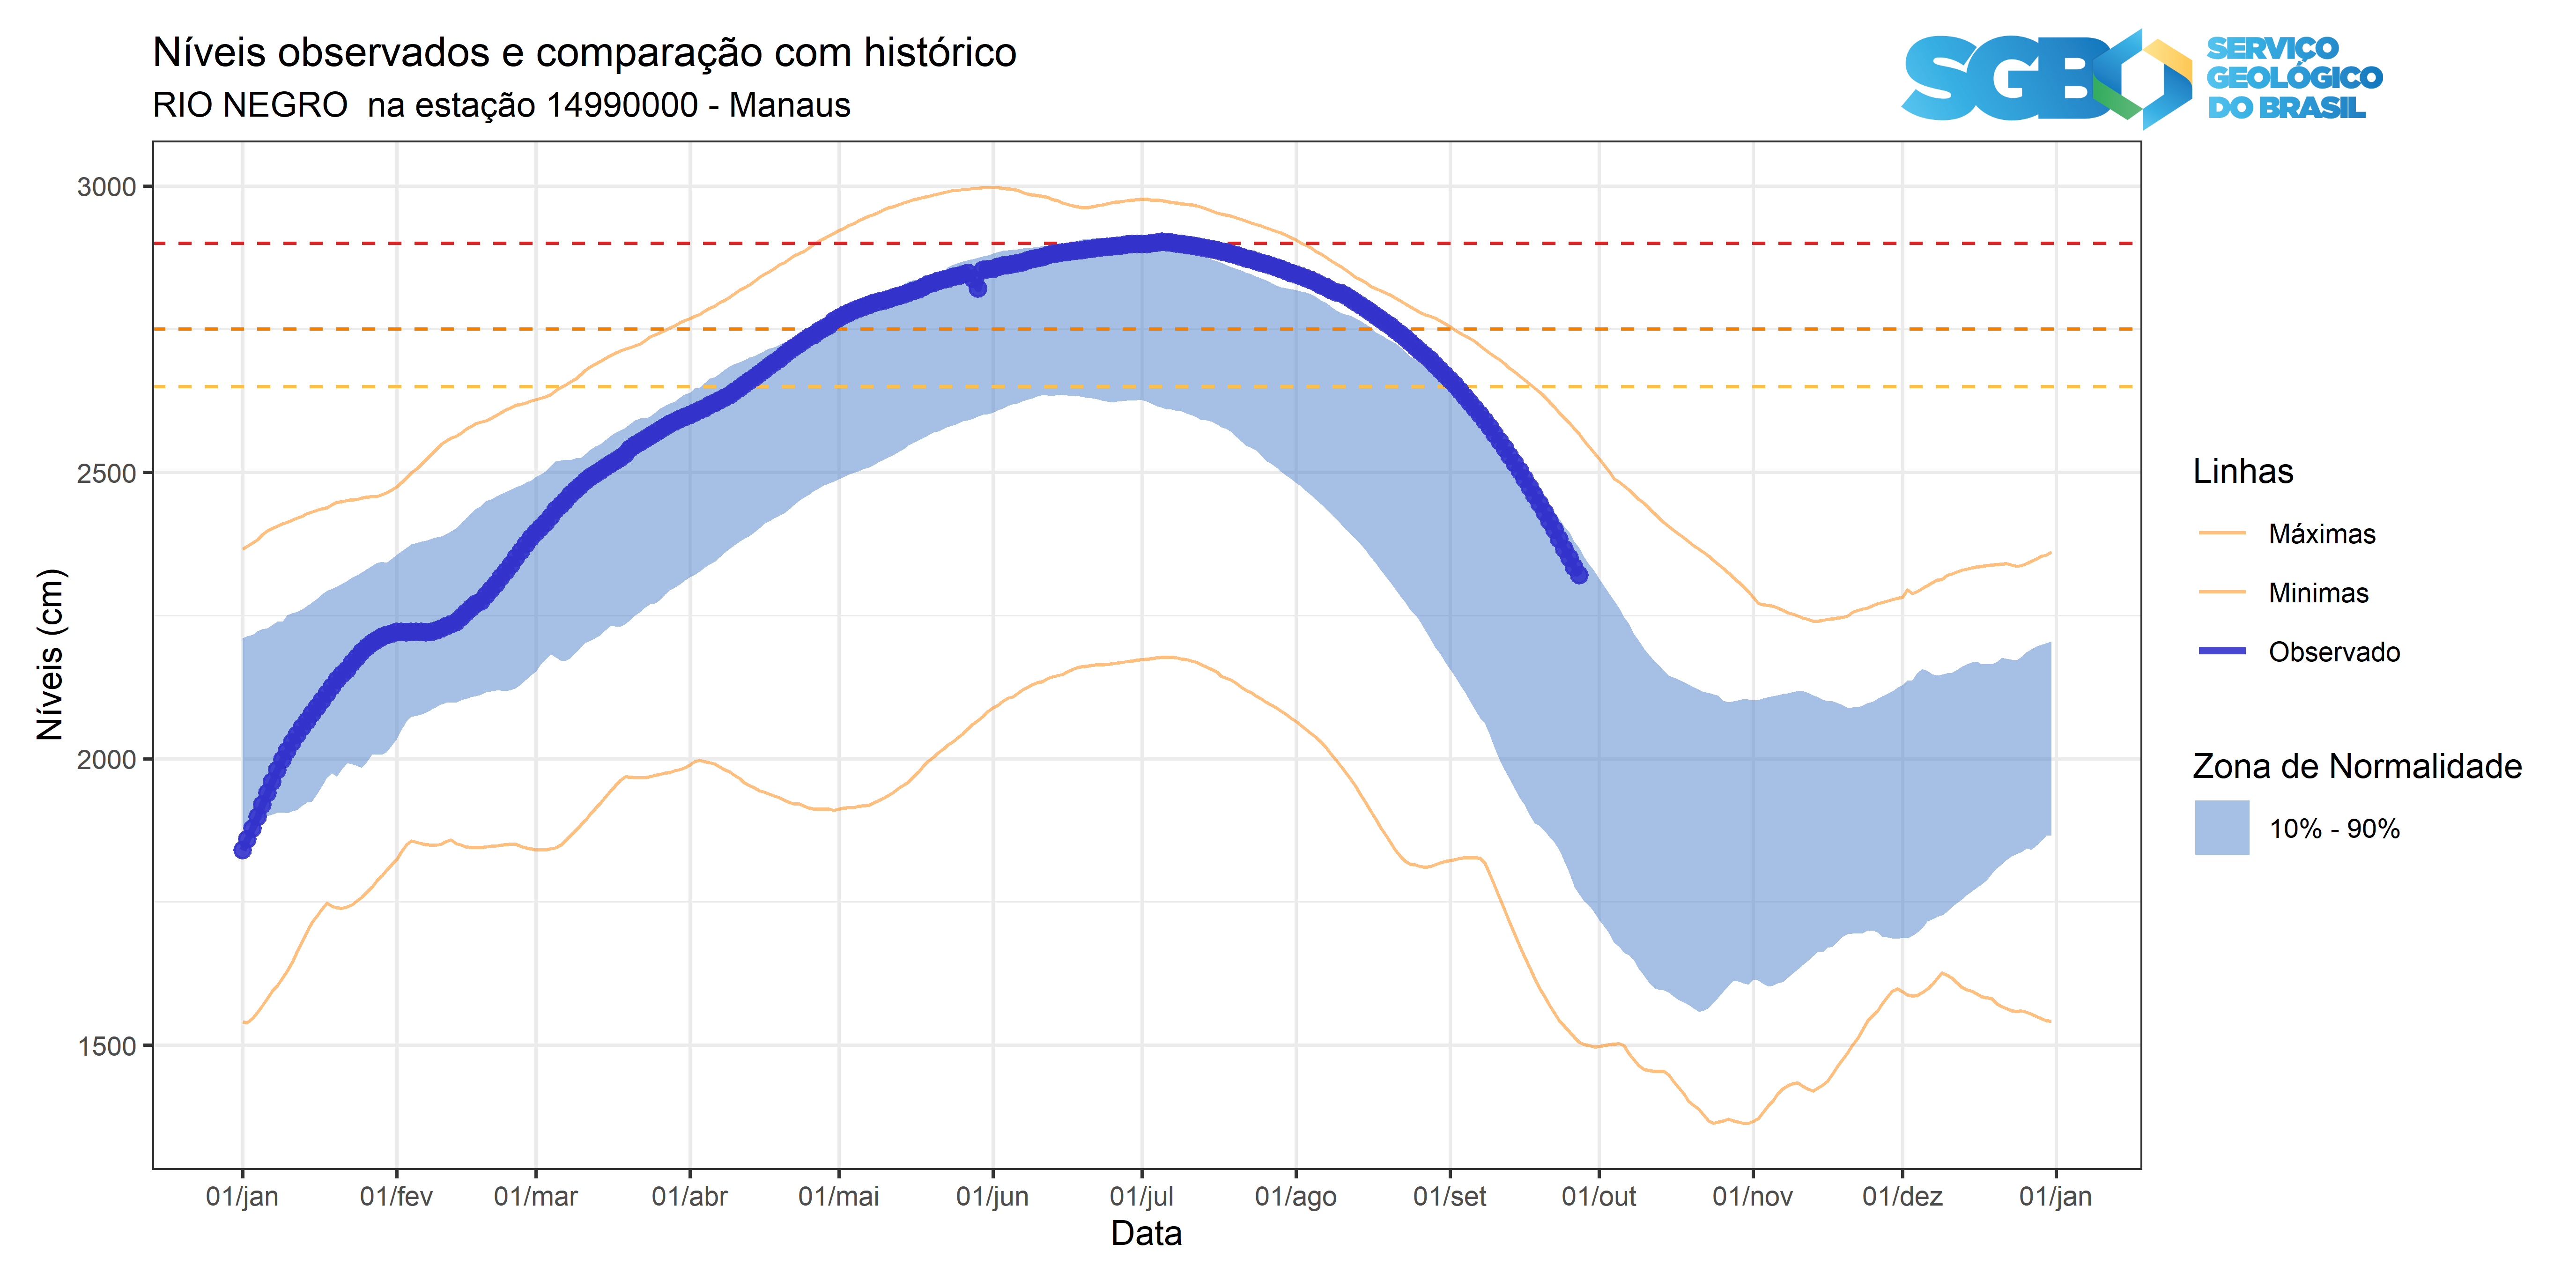 Níveis observados e comparação com histórico
RIO NEGRO  na estação 14990000 - Manaus
SGB
SERVIÇO
GEOLÓGICO
DO BRASIL
Níveis (cm)
3000
2500
2000
1500
01/jan
01/fev
01/mar
01/abr
01/mai
01/jun
01/jul
01/ago
01/set
01/out
01/nov
01/dez
01/jan
Data
Linhas
Máximas
Minimas
Observado
Zona de Normalidade
10% - 90%